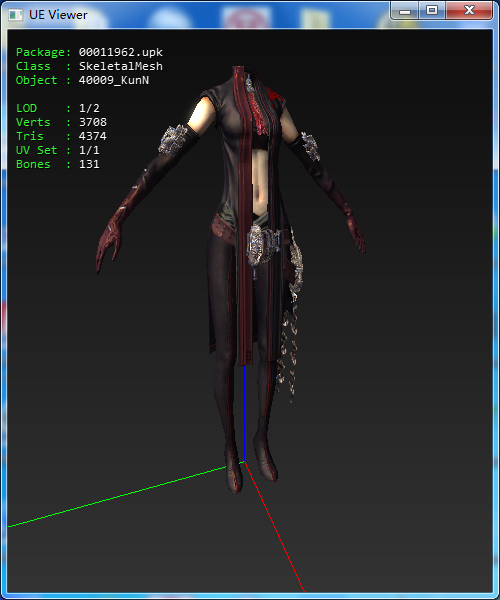 UE Viewer
Package: 00011962.upk
Class : SkeletalMesh
Object : 40009_KunN
LOD : 1/2
Verts : 3708
Tris : 4374
UV Set : 1/1
Bones : 131